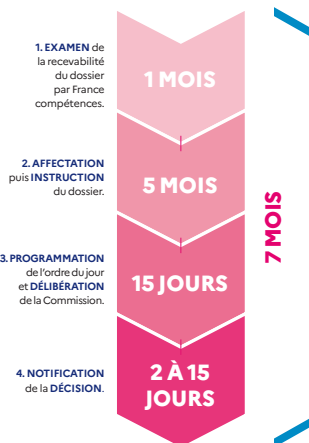 1. EXAMEN de
la recevabilité
du dossier
par France
compétences.
1 MOIS
2. AFFECTATION
puis INSTRUCTION
du dossier.
5 MOIS
3. PROGRAMMATION
de l'ordre du jour
et DÉLIBÉRATION
de la Commission.
15 JOURS
4. NOTIFICATION
de la DÉCISION.
2 À 15
JOURS
7 MOIS